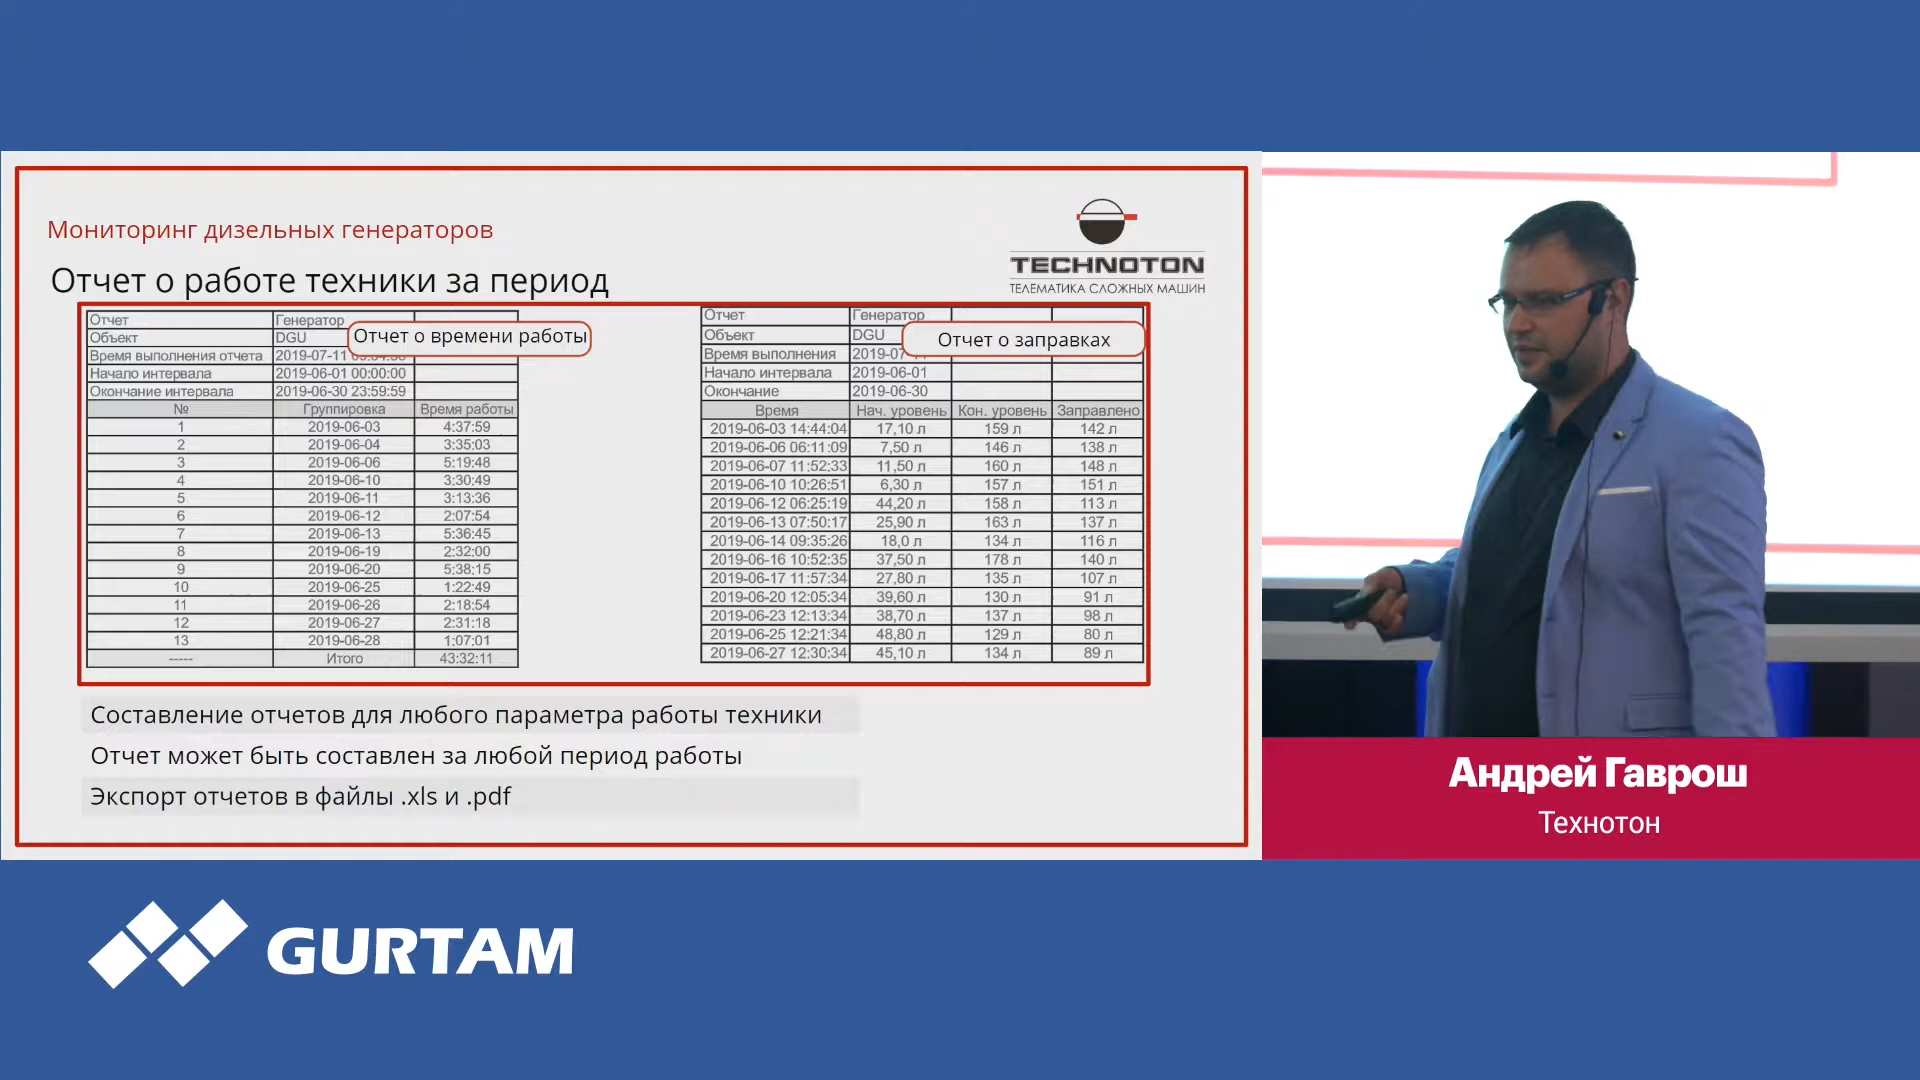 Мониторинг дизельных генераторов
Отчет о работе техники за период
TECHNOTON
ТЕЛЕМАТИКА СЛОЖНЫХ МАШИН
Отчет о времени работы
Отчет Генератор
Объект DGU
Время выполнения отчета 2019-07-11
Начало интервала 2019-06-01 00:00:00
Окончание интервала 2019-06-30 23:59:59
№ Группировка Время работы
1 2019-06-03 4:37:59
2 2019-06-04 3:35:03
3 2019-06-06 5:19:48
4 2019-06-10 3:30:49
5 2019-06-11 3:13:36
6 2019-06-12 2:07:54
7 2019-06-13 5:36:45
8 2019-06-19 2:32:00
9 2019-06-20 5:38:15
10 2019-06-25 1:22:49
11 2019-06-26 2:18:54
12 2019-06-27 2:31:18
13 2019-06-28 1:07:01
----- Итого 43:32:11
Отчет о заправках
Отчет Генератор
Объект DGU
Время выполнения 2019-07
Начало интервала 2019-06-01
Окончание 2019-06-30
Время Нач. уровень Кон. уровень Заправлено
2019-06-03 14:44:04 17,10 л 159 л 142 л
2019-06-06 06:11:09 7,50 л 146 л 138 л
2019-06-07 11:52:33 11,50 л 160 л 148 л
2019-06-10 10:26:51 6,30 л 157 л 151 л
2019-06-12 06:25:19 44,20 л 158 л 113 л
2019-06-13 07:50:17 25,90 л 163 л 137 л
2019-06-14 09:35:26 18,0 л 134 л 116 л
2019-06-16 10:52:35 37,50 л 178 л 140 л
2019-06-17 11:57:34 27,80 л 135 л 107 л
2019-06-20 12:05:34 39,60 л 130 л 91 л
2019-06-23 12:13:34 38,70 л 137 л 98 л
2019-06-25 12:21:34 48,80 л 129 л 80 л
2019-06-27 12:30:34 45,10 л 134 л 89 л
Составление отчетов для любого параметра работы техники
Отчет может быть составлен за любой период работы
Экспорт отчетов в файлы .xls и .pdf
Андрей Гаврош
Технотон
GURTAM